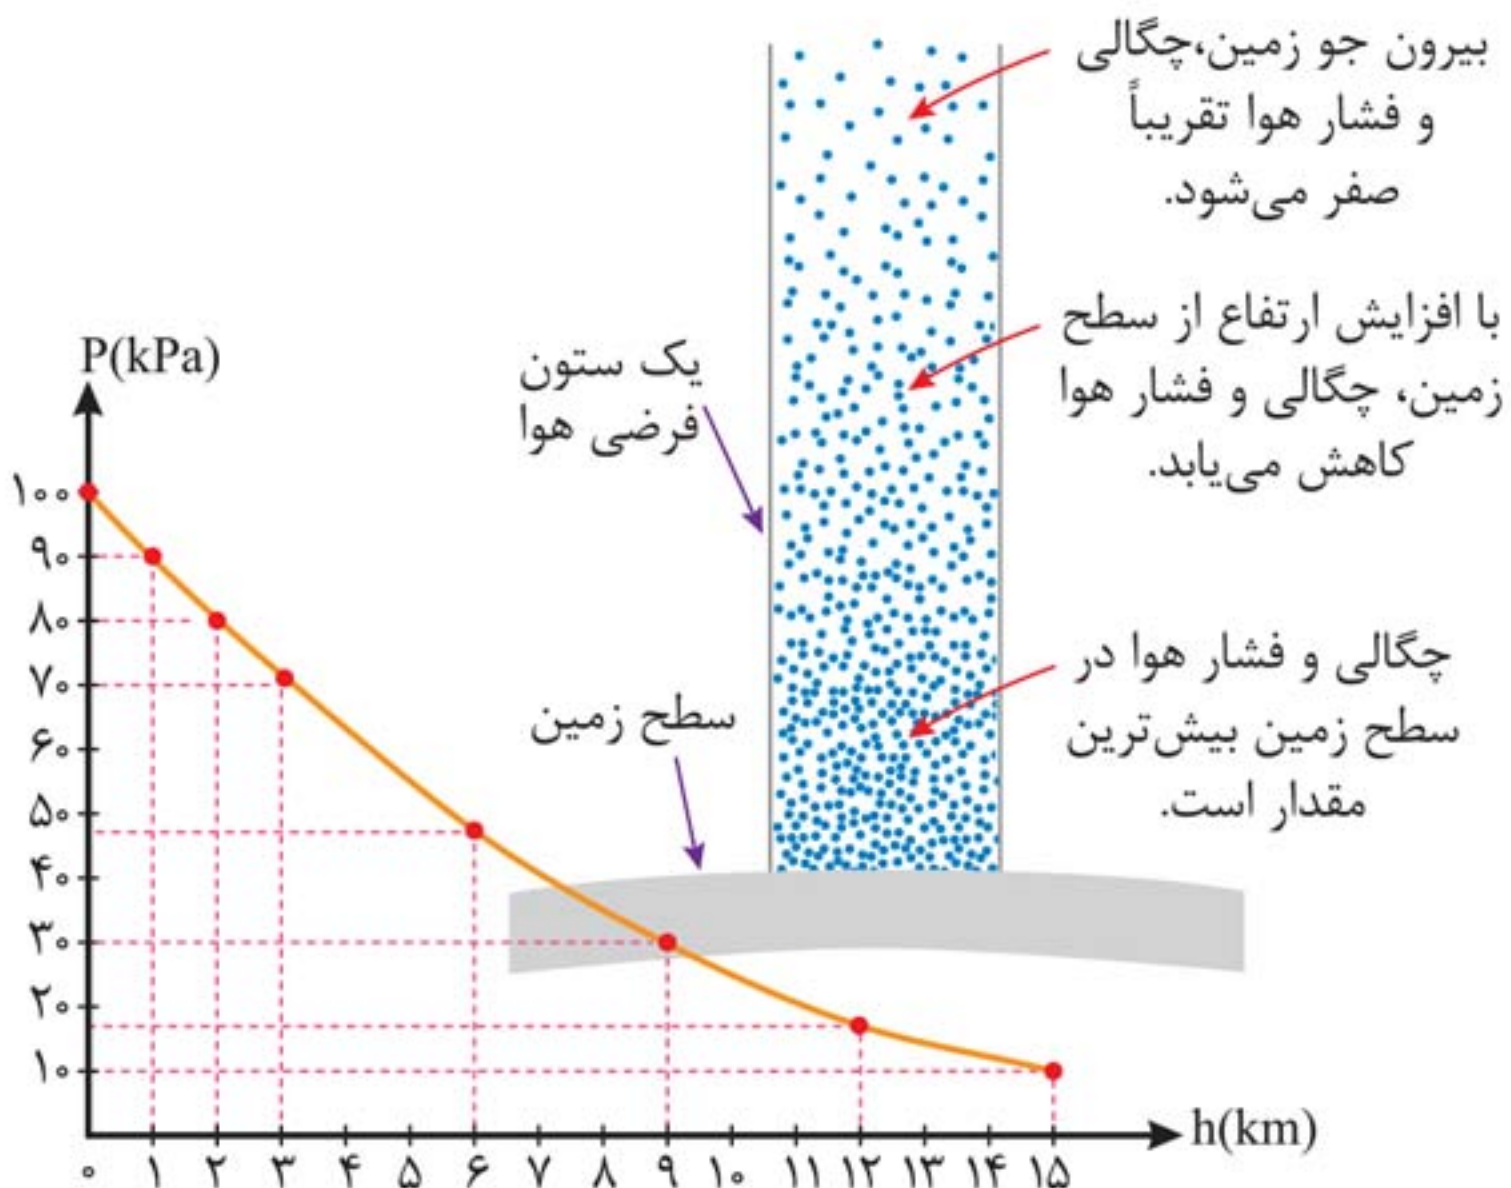 بیرون جو زمین،چگالی
و فشار هوا تقریباً
صفر می‌شود.
با افزایش ارتفاع از سطح
زمین، چگالی و فشار هوا
کاهش می‌یابد.
یک ستون
فرضی هوا
چگالی و فشار هوا در
سطح زمین بیش‌ترین
مقدار است.
سطح زمین
P(kPa)
۱۰۰
۹۰
۸۰
۷۰
۶۰
۵۰
۴۰
۳۰
۲۰
۱۰
h(km)
۰ ۱ ۲ ۳ ۴ ۵ ۶ ۷ ۸ ۹ ۱۰ ۱۱ ۱۲ ۱۳ ۱۴ ۱۵